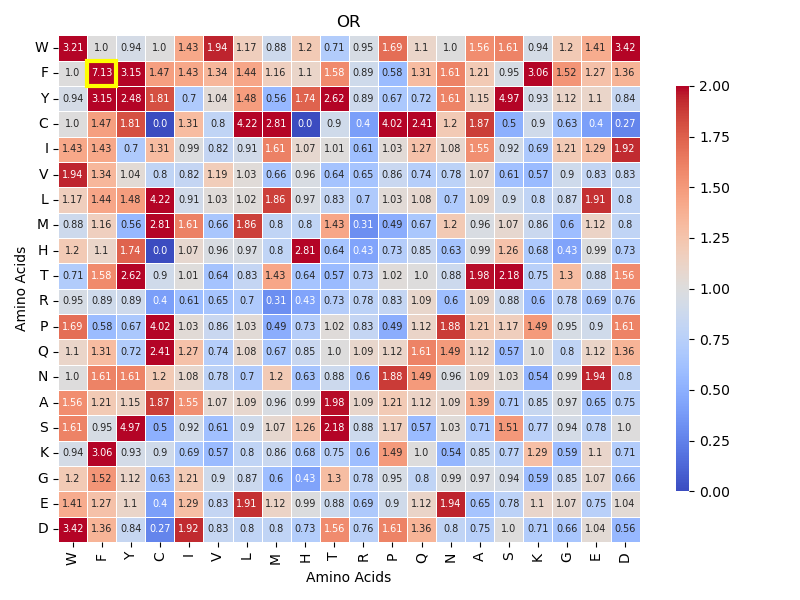 OR
W 3.21 1.0 0.94 1.0 1.43 1.94 1.17 0.88 1.2 0.71 0.95 1.69 1.1 1.0 1.56 1.61 0.94 1.2 1.41 3.42
F 1.0 7.13 3.15 1.47 1.43 1.34 1.44 1.16 1.1 1.58 0.89 0.58 1.31 1.61 1.21 0.95 3.06 1.52 1.27 1.36
Y 0.94 3.15 2.48 1.81 0.7 1.04 1.48 0.56 1.74 2.62 0.89 0.67 0.72 1.61 1.15 4.97 0.93 1.12 1.1 0.84
C 1.0 1.47 1.81 0.0 1.31 0.8 4.22 2.81 0.0 0.9 0.4 4.02 2.41 1.2 1.87 0.5 0.9 0.63 0.4 0.27
I 1.43 1.43 0.7 1.31 0.99 0.82 0.91 1.61 1.07 1.01 0.61 1.03 1.27 1.08 1.55 0.92 0.69 1.21 1.29 1.92
V 1.94 1.34 1.04 0.8 0.82 1.19 1.03 0.66 0.96 0.64 0.65 0.86 0.74 0.78 1.07 0.61 0.57 0.9 0.83 0.83
L 1.17 1.44 1.48 4.22 0.91 1.03 1.02 1.86 0.97 0.83 0.7 1.03 1.08 0.7 1.09 0.9 0.8 0.87 1.91 0.8
M 0.88 1.16 0.56 2.81 1.61 0.66 1.86 0.8 0.8 1.43 0.31 0.49 0.67 1.2 0.96 1.07 0.86 0.6 1.12 0.8
H 1.2 1.1 1.74 0.0 1.07 0.96 0.97 0.8 2.81 0.64 0.43 0.73 0.85 0.63 0.99 1.26 0.68 0.43 0.99 0.73
T 0.71 1.58 2.62 0.9 1.01 0.64 0.83 1.43 0.64 0.57 0.73 1.02 1.0 0.88 1.98 2.18 0.75 1.3 0.88 1.56
R 0.95 0.89 0.89 0.4 0.61 0.65 0.7 0.31 0.43 0.73 0.78 0.83 1.09 0.6 1.09 0.88 0.6 0.78 0.69 0.76
P 1.69 0.58 0.67 4.02 1.03 0.86 1.03 0.49 0.73 1.02 0.83 0.49 1.12 1.88 1.21 1.17 1.49 0.95 0.9 1.61
Q 1.1 1.31 0.72 2.41 1.27 0.74 1.08 0.67 0.85 1.0 1.09 1.12 1.61 1.49 1.12 0.57 1.0 0.8 1.12 1.36
N 1.0 1.61 1.61 1.2 1.08 0.78 0.7 1.2 0.63 0.88 0.6 1.88 1.49 0.96 1.09 1.03 0.54 0.99 1.94 0.8
A 1.56 1.21 1.15 1.87 1.55 1.07 1.09 0.96 0.99 1.98 1.09 1.21 1.12 1.09 1.39 0.71 0.85 0.97 0.65 0.75
S 1.61 0.95 4.97 0.5 0.92 0.61 0.9 1.07 1.26 2.18 0.88 1.17 0.57 1.03 0.71 1.51 0.77 0.94 0.78 1.0
K 0.94 3.06 0.93 0.9 0.69 0.57 0.8 0.86 0.68 0.75 0.6 1.49 1.0 0.54 0.85 0.77 1.29 0.59 1.1 0.71
G 1.2 1.52 1.12 0.63 1.21 0.9 0.87 0.6 0.43 1.3 0.78 0.95 0.8 0.99 0.97 0.94 0.59 0.85 1.07 0.66
E 1.41 1.27 1.1 0.4 1.29 0.83 1.91 1.12 0.99 0.88 0.69 0.9 1.12 1.94 0.65 0.78 1.1 1.07 0.75 1.04
D 3.42 1.36 0.84 0.27 1.92 0.83 0.8 0.8 0.73 1.56 0.76 1.61 1.36 0.8 0.75 1.0 0.71 0.66 1.04 0.56
W F Y C I V L M H T R P Q N A S K G E D
Amino Acids
Amino Acids
2.00
1.75
1.50
1.25
1.00
0.75
0.50
0.25
0.00